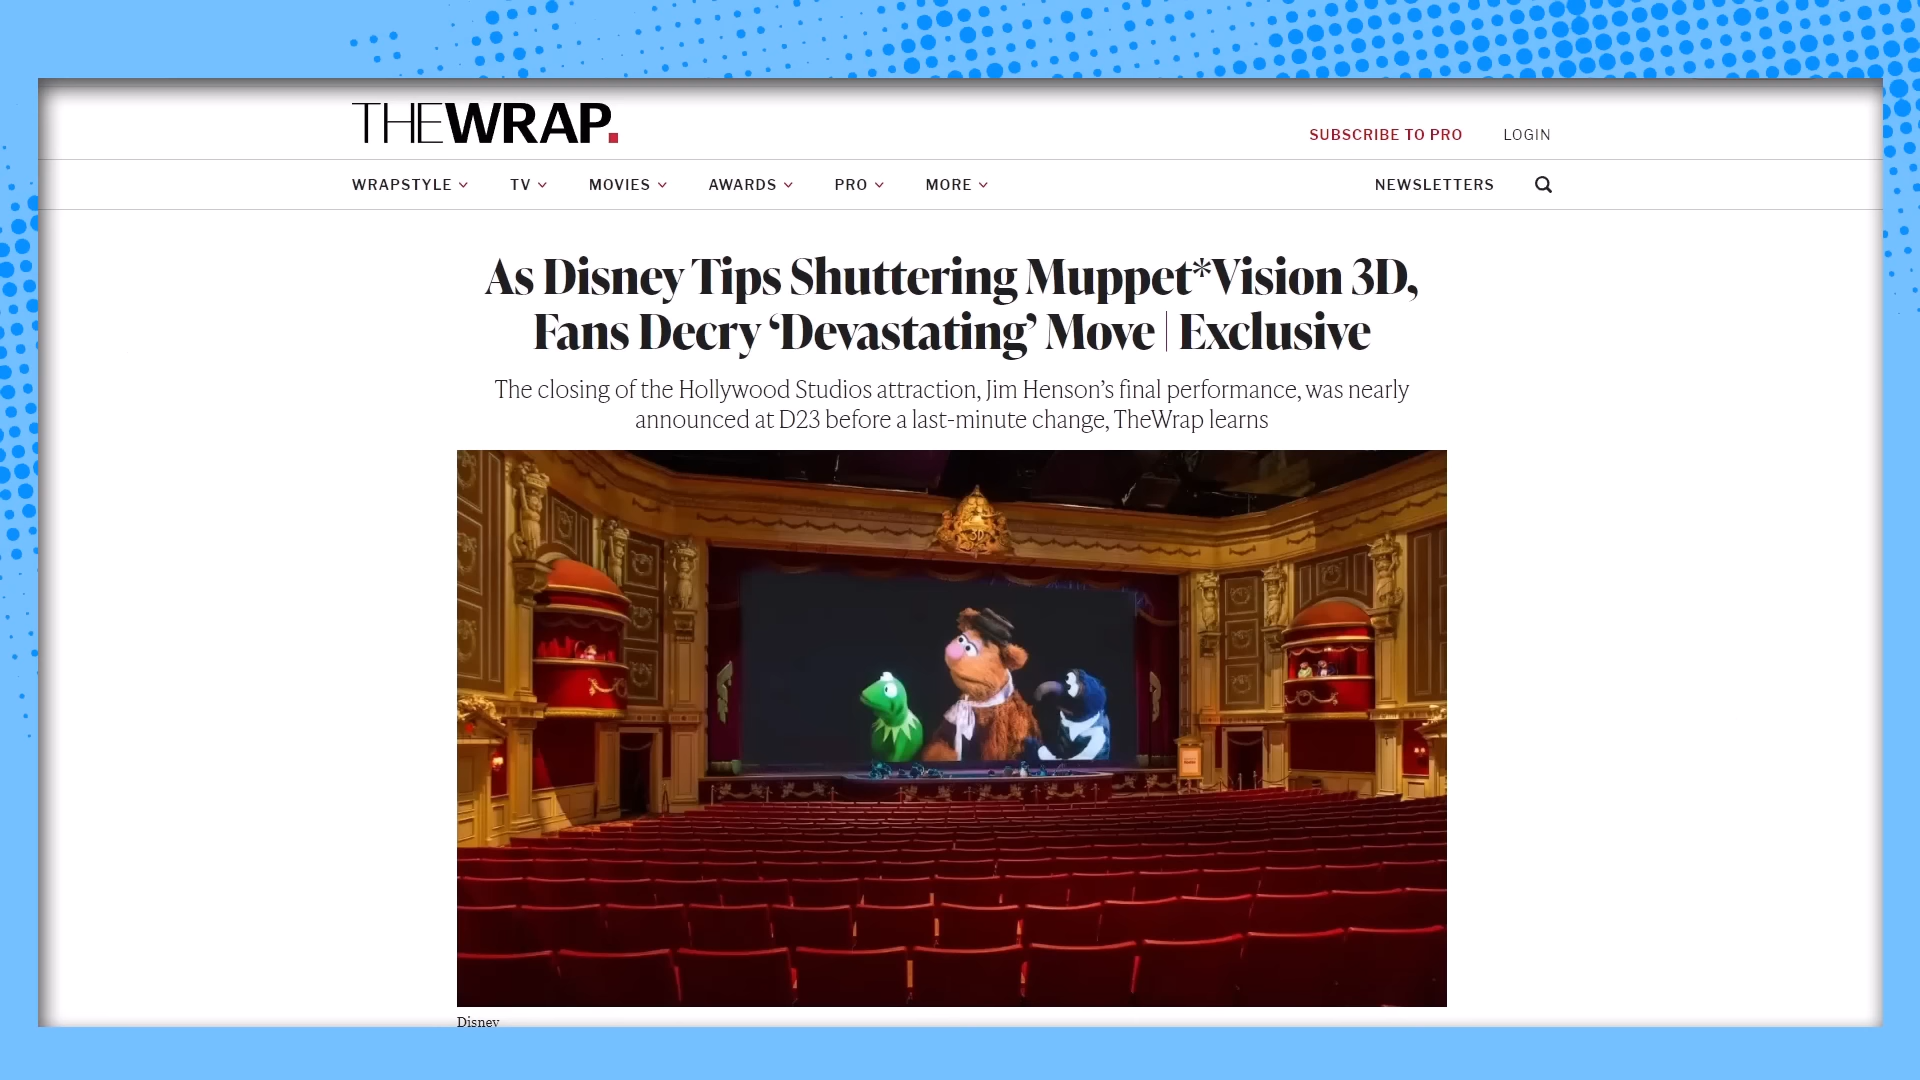 THEWRAP.
SUBSCRIBE TO PRO LOGIN
WRAPSTYLE TV MOVIES AWARDS PRO MORE NEWSLETTERS
As Disney Tips Shuttering Muppet*Vision 3D,
Fans Decry ‘Devastating’ Move | Exclusive
The closing of the Hollywood Studios attraction, Jim Henson’s final performance, was nearly
announced at D23 before a last-minute change, TheWrap learns
3D
Disney